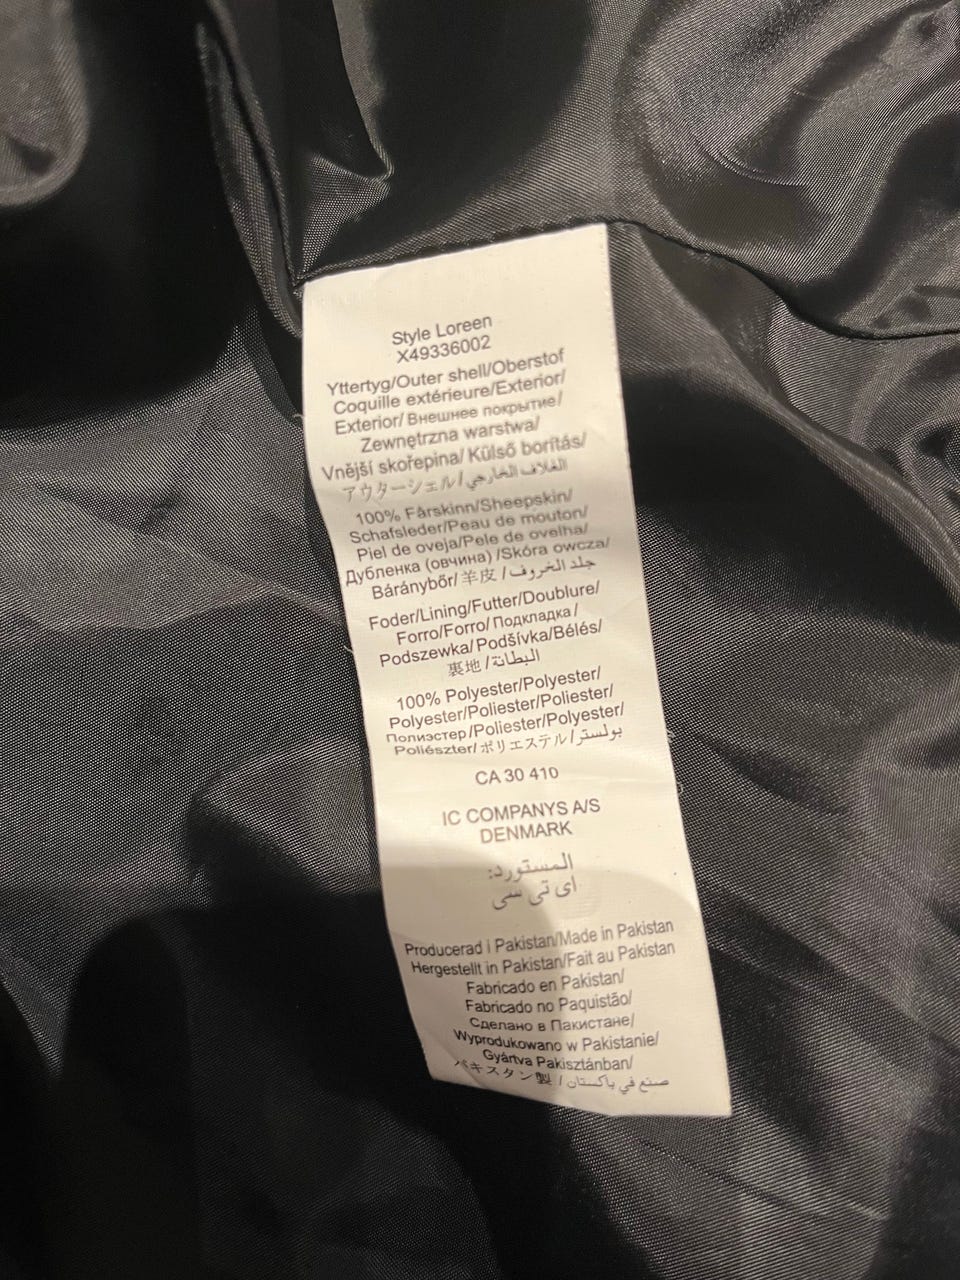 Style Loreen
X49336002
Yttertyg/Outer shell/Oberstof
Coquille extérieure/Exterior/
Exterior/Внешнее покрытие/
Zewnętrzna warstwa/
Vnější skořepina/ Külső borítás/
アウターシェル/الغلاف الخارجي
100% Fårskinn/Sheepskin/
Schafsleder/Peau de mouton/
Piel de oveja/Pele de ovelha/
Дубленка (овчина) /Skóra owcza/
Báránybőr/羊皮/جلد الخروف
Foder/Lining/Futter/Doublure/
Forro/Forro/Подкладка/
Podszewka/Podšívka/Bélés/
裏地/البطانة
100% Polyester/Polyester/
Polyester/Poliester/Poliester/
Полиэстер/Poliester/Polyester/
Poliészter/ポリエステル/بولستر
CA 30 410
IC COMPANYS A/S
DENMARK
المستورد:
اى تى سى
Producerad i Pakistan/Made in Pakistan
Hergestellt in Pakistan/Fait au Pakistan
Fabricado en Pakistan/
Fabricado no Paquistão/
Сделано в Пакистане/
Wyprodukowano w Pakistanie/
Gyártva Pakisztánban/
パキスタン製/صنع في باكستان